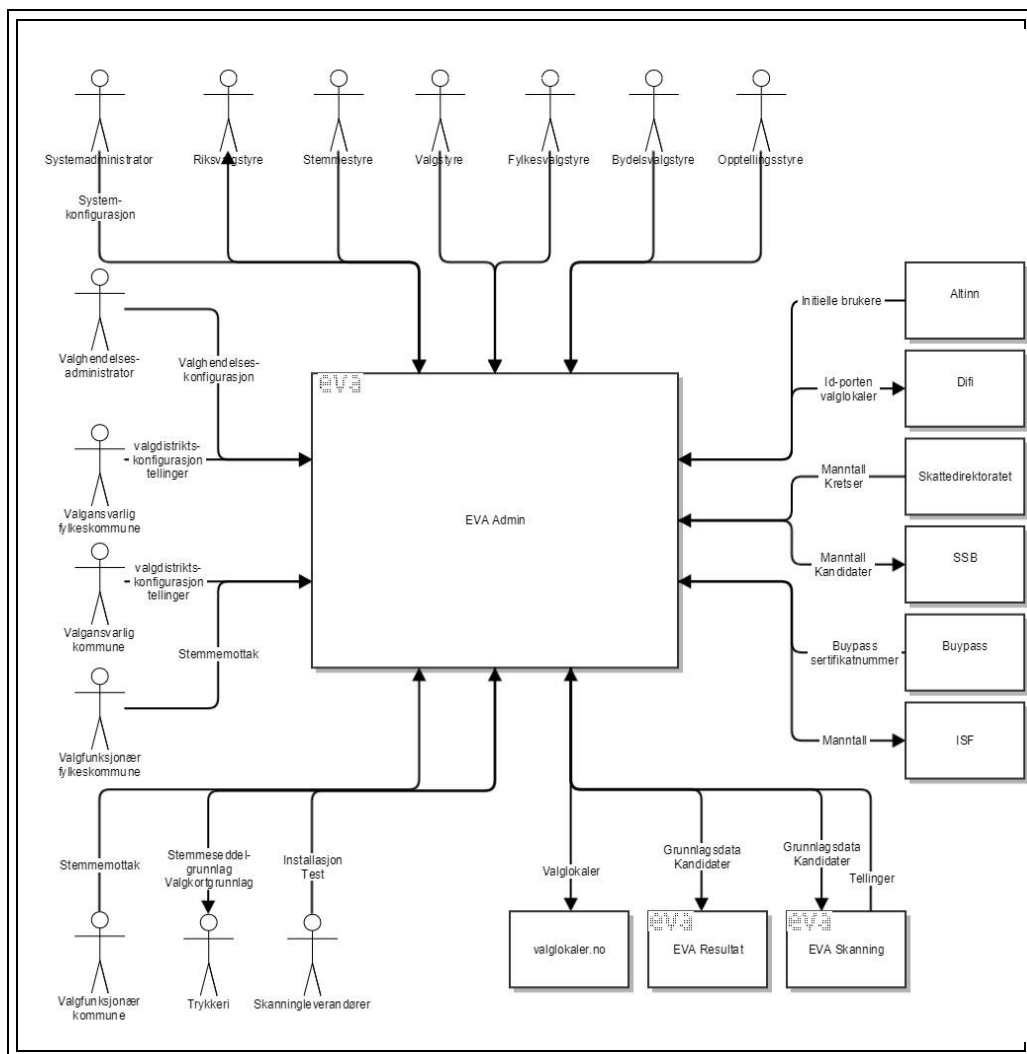 Systemadministrator
Riksvalgstyre
Stemmestyre
Valgstyre
Fylkesvalgstyre
Bydelsvalgstyre
Opptellingsstyre
System-
konfigurasjon
Valghendelses-
administrator
Valghendelses-
konfigurasjon
Initielle brukere
Altinn
Id-porten
valglokaler
Difi
eva
EVA Admin
valgdistrikts-
konfigurasjon
tellinger
Valgansvarlig
fylkeskommune
Manntall
Kretser
Skattedirektoratet
Manntall
Kandidater
SSB
valgdistrikts-
konfigurasjon
tellinger
Valgansvarlig
kommune
Stemmemottak
Buypass
sertifikatnummer
Buypass
Valgfunksjonær
fylkeskommune
Manntall
ISF
Stemmemottak
Stemmeseddel-
grunnlag
Valgkortgrunnlag
Installasjon
Test
Valglokaler
Grunnlagsdata
Kandidater
Grunnlagsdata
Kandidater
Tellinger
Valgfunksjonær
kommune
Trykkeri
Skanningleverandører
valglokaler.no
eva
EVA Resultat
eva
EVA Skanning